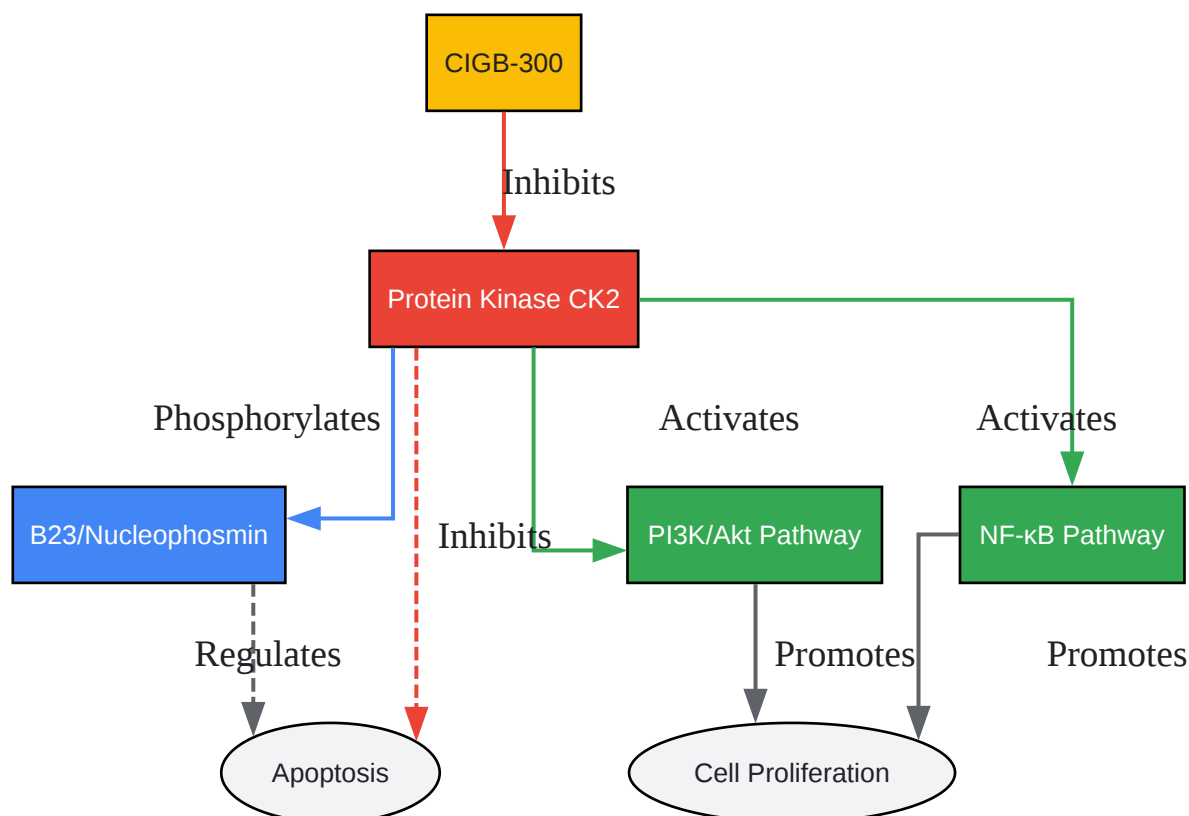 CIGB-300
Inhibits
Protein Kinase CK2
Phosphorylates
Activates
Activates
B23/Nucleophosmin
Inhibits
PI3K/Akt Pathway
NF-κB Pathway
Regulates
Promotes
Promotes
Apoptosis
Cell Proliferation